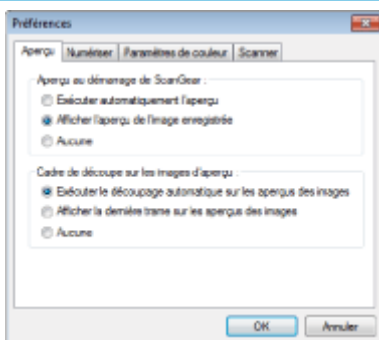 Préférences
Aperçu Numériser Paramètres de couleur Scanner
Aperçu au démarrage de ScanGear :
Exécuter automatiquement l'aperçu
Afficher l'aperçu de l'image enregistrée
Aucune
Cadre de découpe sur les images d'aperçu :
Exécuter le découpage automatique sur les aperçus des images
Afficher la dernière trame sur les aperçus des images
Aucune
OK Annuler